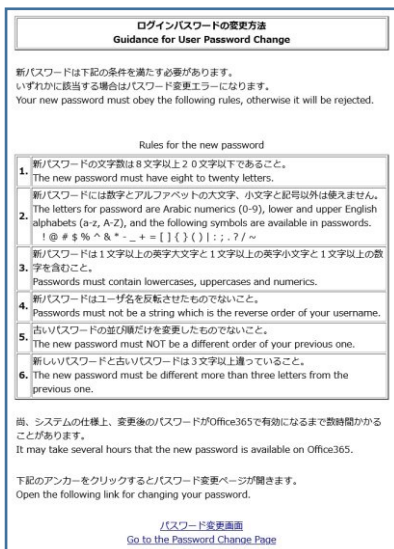 ログインパスワードの変更方法
Guidance for User Password Change
新パスワードは下記の条件を満たす必要があります。
いずれかに該当する場合はパスワード変更エラーになります。
Your new password must obey the following rules, otherwise it will be rejected.
Rules for the new password
1. 新パスワードの文字数は8文字以上20文字以下であること。
The new password must have eight to twenty letters.
2. 新パスワードには数字とアルファベットの大文字、小文字と記号以外は使えません。
The letters for password are Arabic numerics (0-9), lower and upper English
alphabets (a-z, A-Z), and the following symbols are available in passwords.
! @ # $ % ^ & * - _ + = [ ] { } ( ) | : ; . ? / ~
3. 新パスワードは1文字以上の英字大文字と1文字以上の英字小文字と1文字以上の数
字を含むこと。
Passwords must contain lowercases, uppercases and numerics.
4. 新パスワードはユーザ名を反転させたものでないこと。
Passwords must not be a string which is the reverse order of your username.
5. 古いパスワードの並び順だけを変更したものでないこと。
The new password must NOT be a different order of your previous one.
6. 新しいパスワードと古いパスワードは3文字以上違っていること。
The new password must be different more than three letters from the
previous one.
尚、システムの仕様上、変更後のパスワードがOffice365で有効になるまで数時間かかる
ことがあります。
It may take several hours that the new password is available on Office365.
下記のアンカーをクリックするとパスワード変更ページが開きます。
Open the following link for changing your password.
パスワード変更画面
Go to the Password Change Page